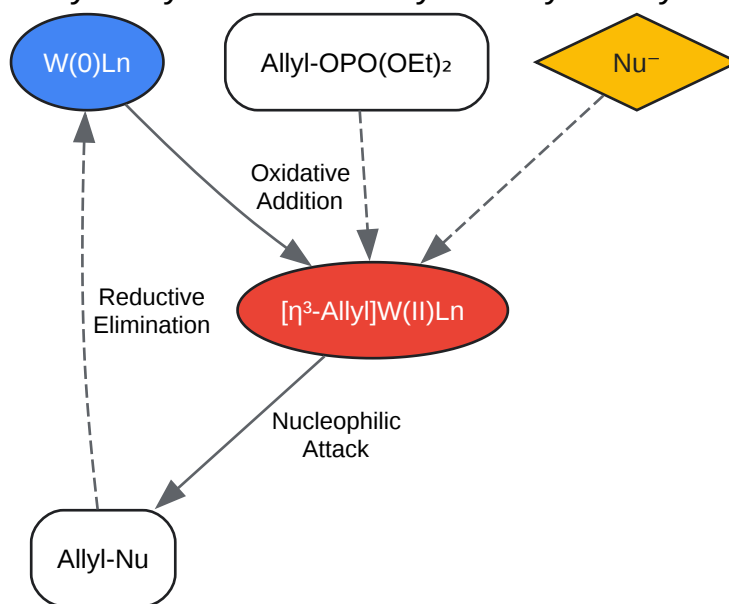 W(0)Ln
Allyl-OPO(OEt)₂
Nu⁻
Oxidative
Addition
Reductive
Elimination
[η³-Allyl]W(II)Ln
Nucleophilic
Attack
Allyl-Nu